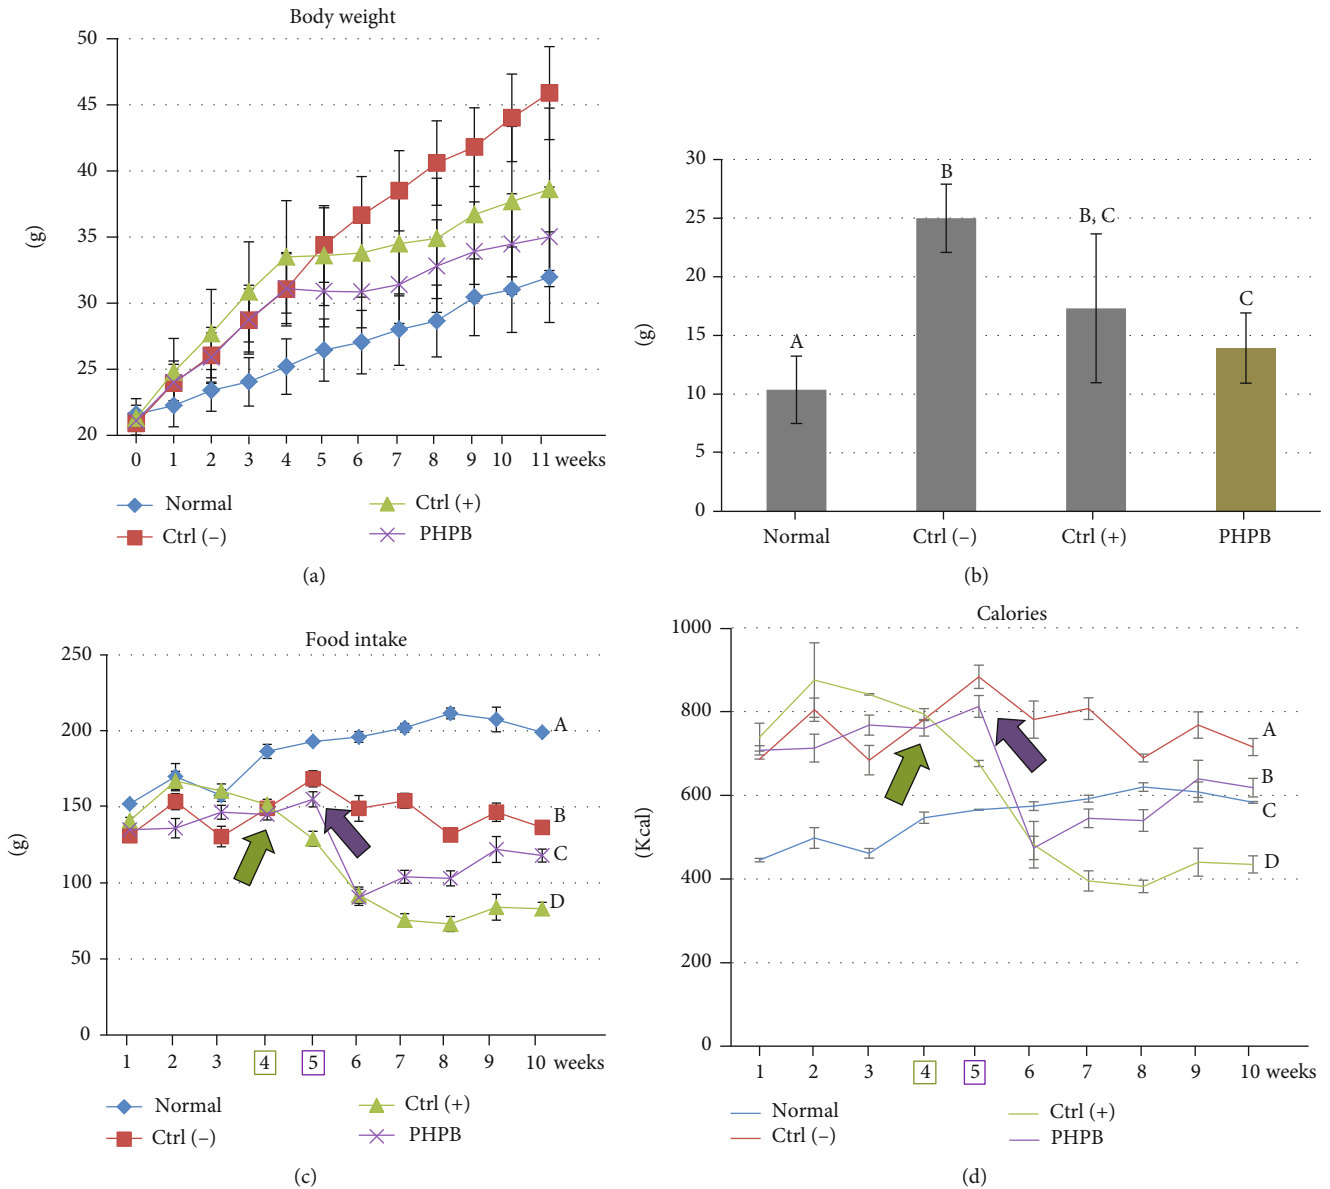 Body weight
50
45
40
35
30
25
20
(g)
0 1 2 3 4 5 6 7 8 9 10 11 weeks
Normal
Ctrl (–)
Ctrl (+)
PHPB
(a)
30
25
20
15
10
5
0
(g)
A
B
B, C
C
Normal Ctrl (–) Ctrl (+) PHPB
(b)
Food intake
250
200
150
100
50
0
(g)
A
B
C
D
1 2 3 4 5 6 7 8 9 10 weeks
Normal
Ctrl (–)
Ctrl (+)
PHPB
(c)
Calories
1000
800
600
400
200
0
(Kcal)
A
B
C
D
1 2 3 4 5 6 7 8 9 10 weeks
Normal
Ctrl (–)
Ctrl (+)
PHPB
(d)